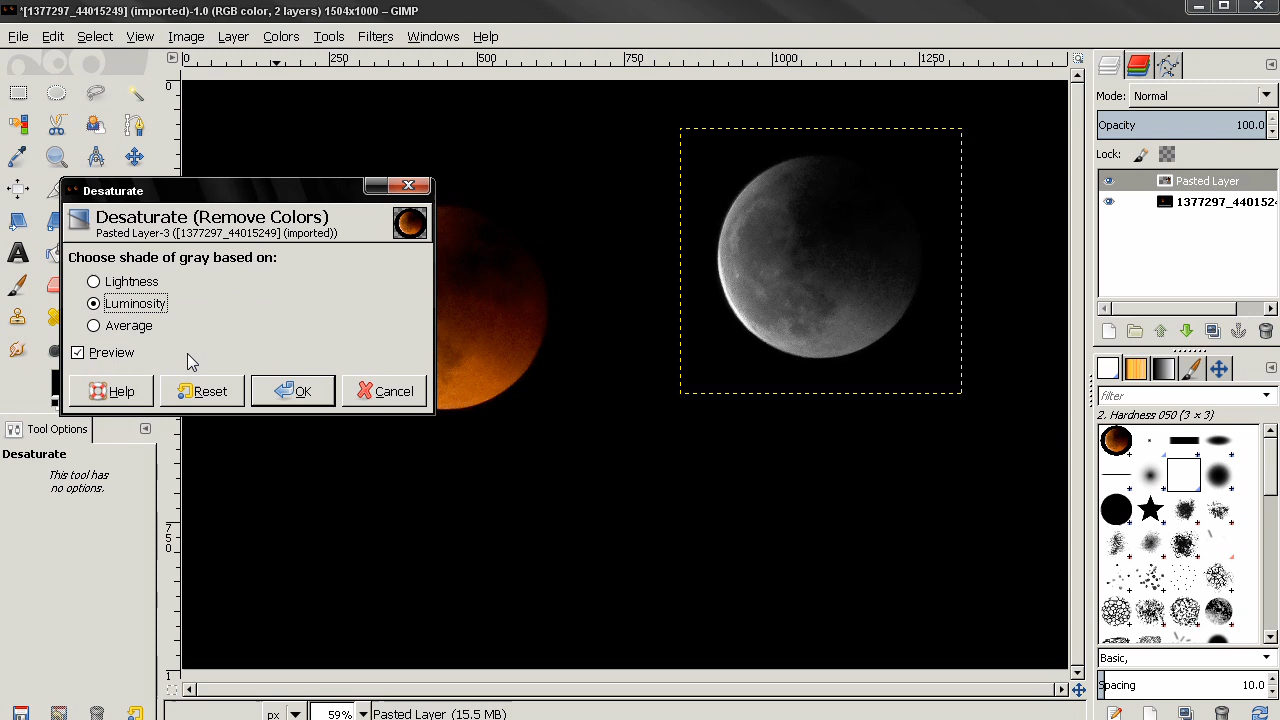 *[1377297_44015249] (imported)-1.0 (RGB color, 2 layers) 1504x1000 – GIMP
File Edit Select View Image Layer Colors Tools Filters Windows Help
0 250 500 750 1000 1250
0
Mode: Normal
Opacity 100.0
Lock:
Pasted Layer
1377297_4401524
Desaturate
Desaturate (Remove Colors)
Pasted Layer-3 ([1377297_44015249] (imported))
Choose shade of gray based on:
Lightness
Luminosity
Average
Preview
Help Reset OK Cancel
filter
2. Hardness 050 (3 × 3)
Tool Options
Desaturate
This tool has
no options.
750
1
Basic,
Spacing 10.0
px 59% Pasted Layer (15.5 MB)